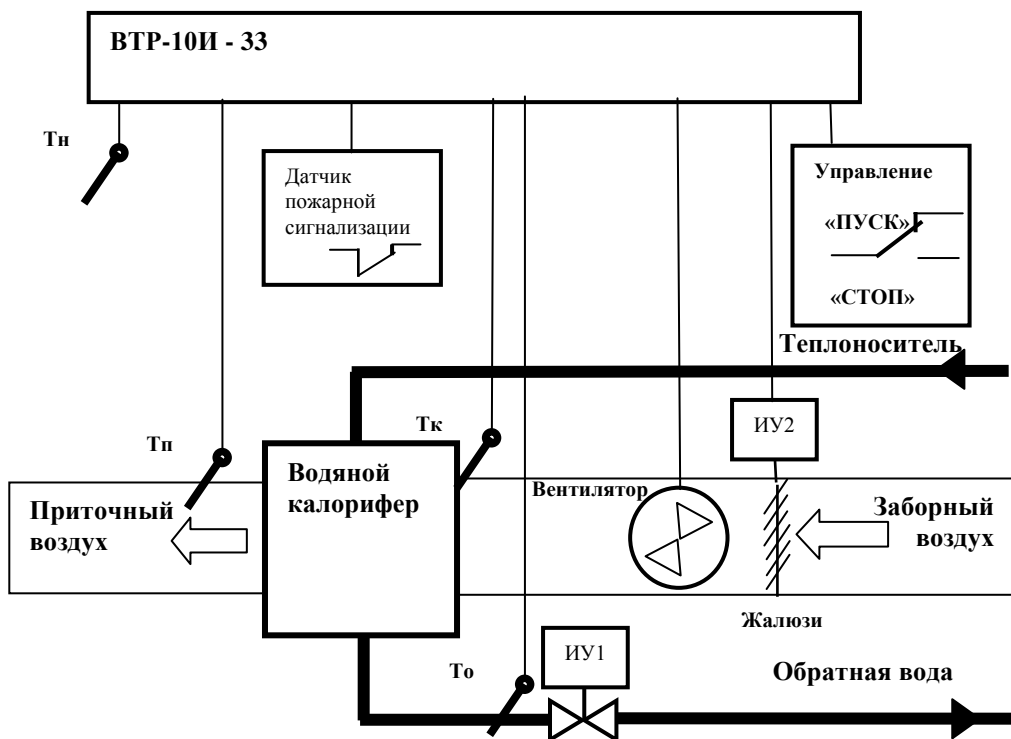 ВТР-10И - 33
Тн
Датчик
пожарной
сигнализации
Управление
«ПУСК»
«СТОП»
Теплоноситель
Тп
Тк
ИУ2
Водяной
калорифер
Вентилятор
Приточный
воздух
Заборный
воздух
Жалюзи
То
ИУ1
Обратная вода